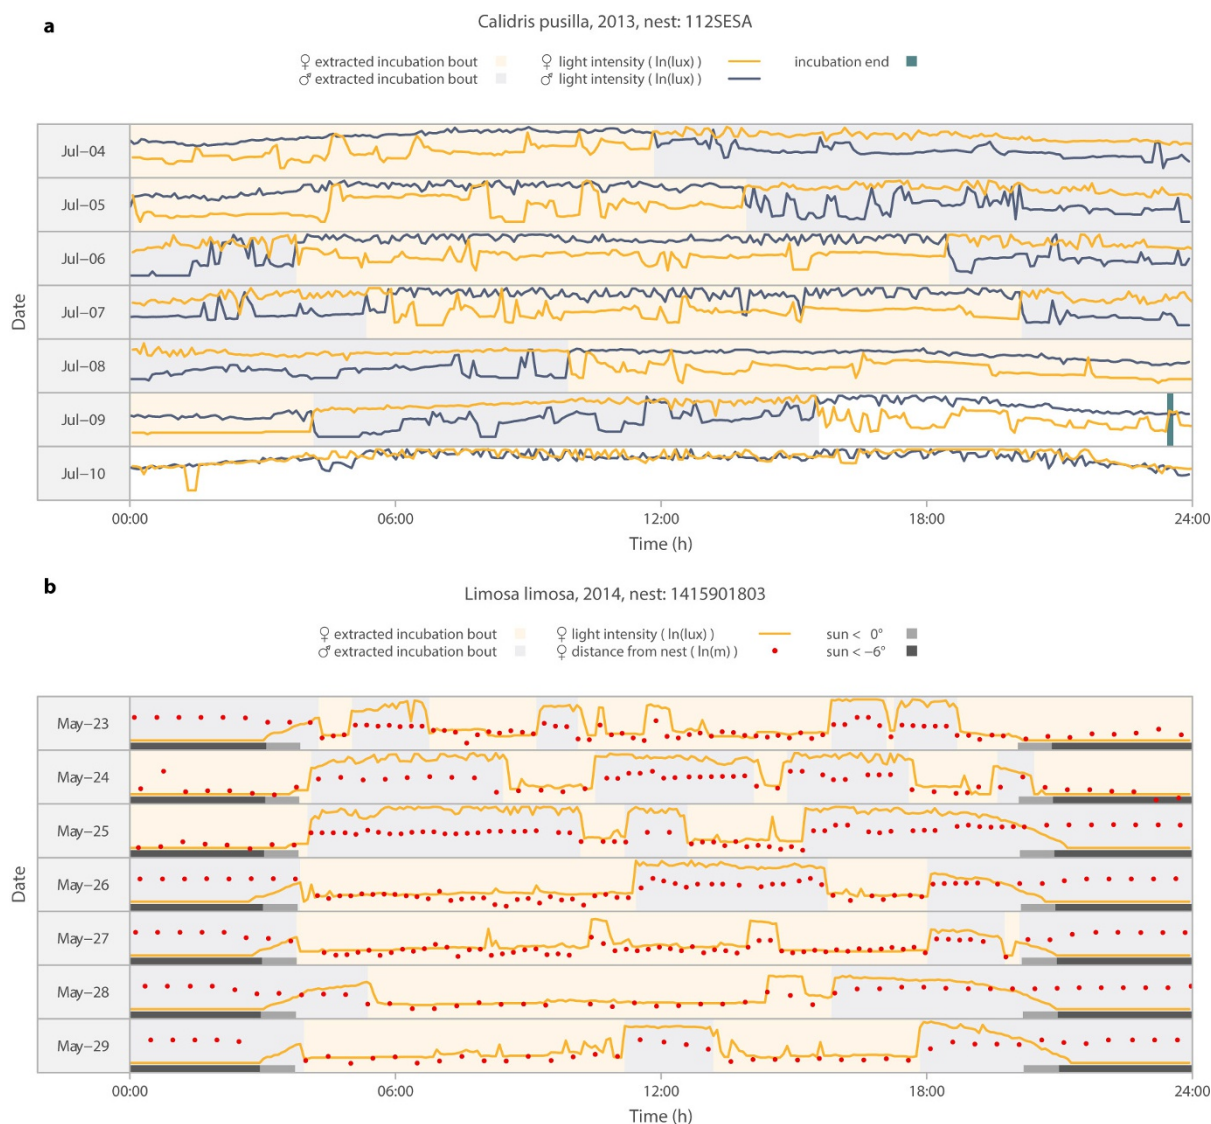 a
Calidris pusilla, 2013, nest: 112SESA
♀ extracted incubation bout ♀ light intensity ( ln(lux) ) incubation end
♂ extracted incubation bout ♂ light intensity ( ln(lux) )
Date
Jul−04
Jul−05
Jul−06
Jul−07
Jul−08
Jul−09
Jul−10
00:00 06:00 12:00 18:00 24:00
Time (h)
b
Limosa limosa, 2014, nest: 1415901803
♀ extracted incubation bout ♀ light intensity ( ln(lux) ) sun < 0°
♂ extracted incubation bout ♀ distance from nest ( ln(m) ) sun < −6°
Date
May−23
May−24
May−25
May−26
May−27
May−28
May−29
00:00 06:00 12:00 18:00 24:00
Time (h)